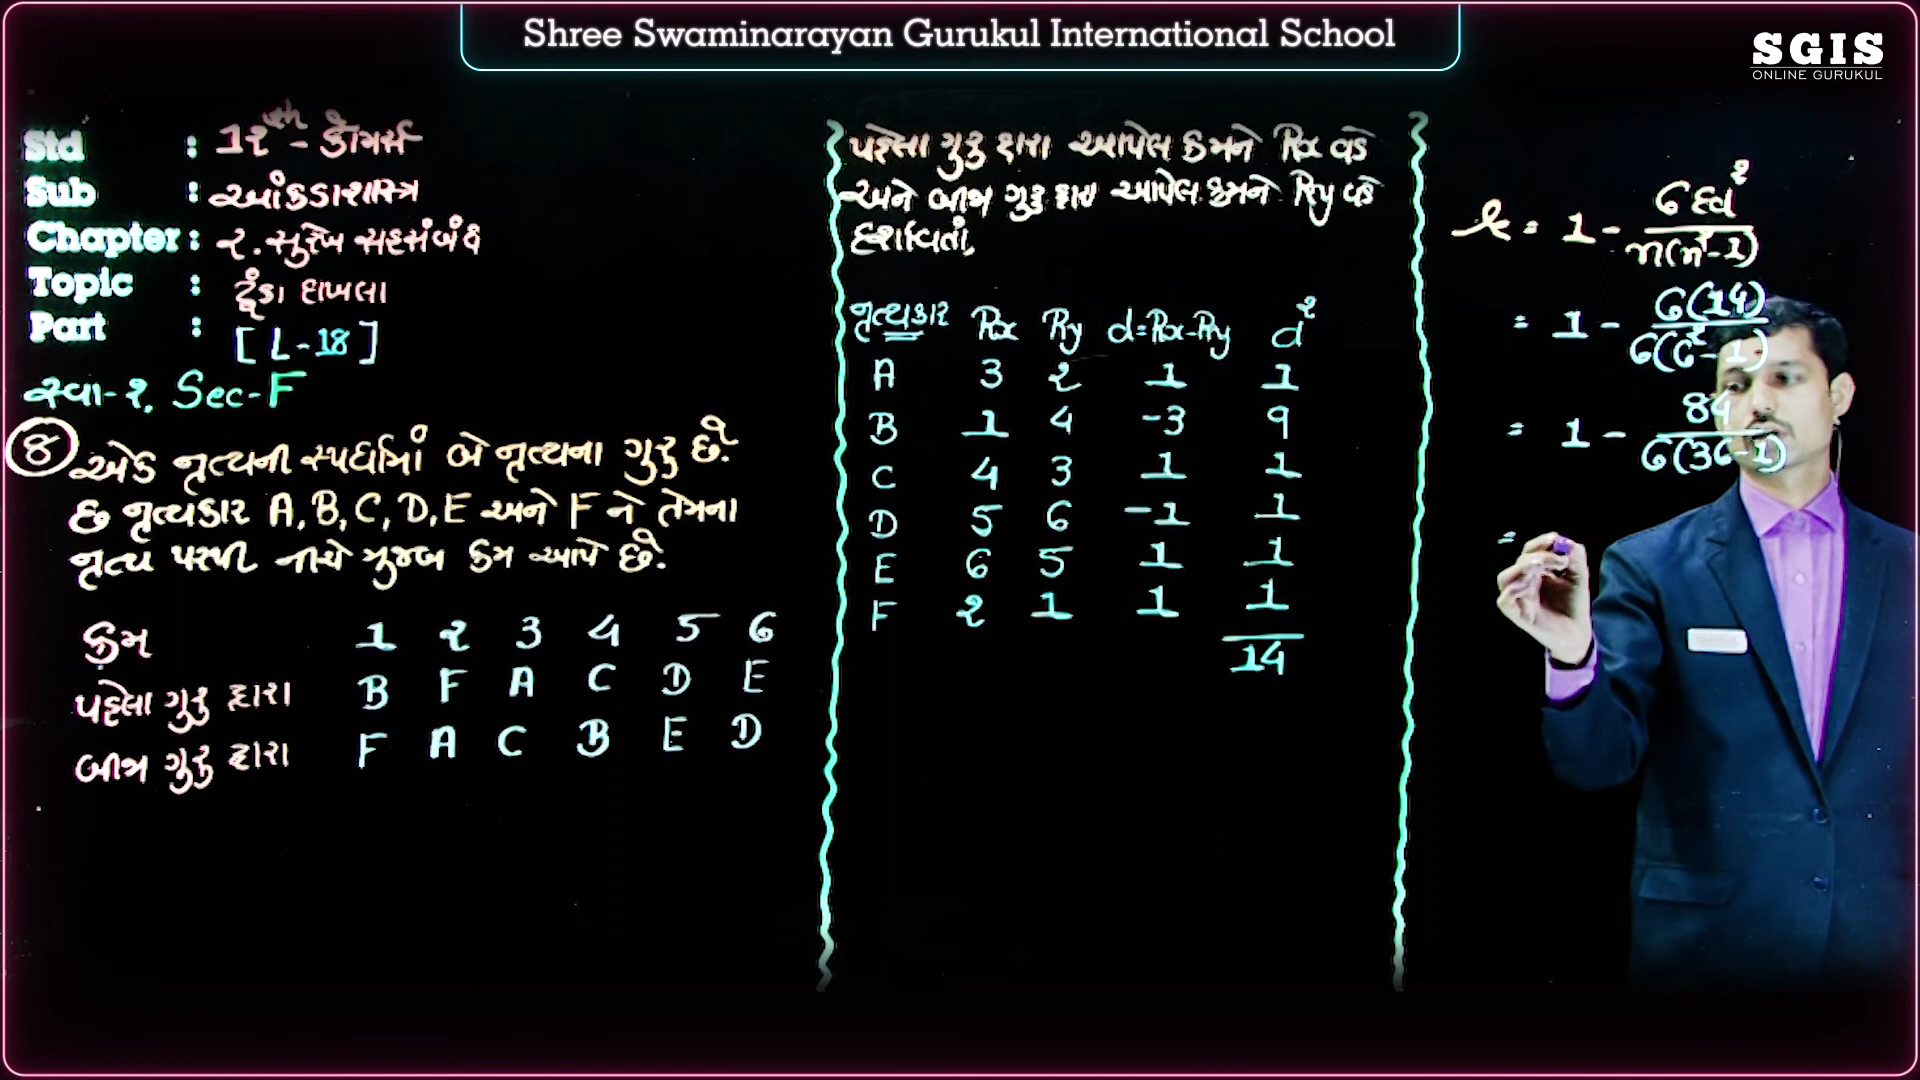 Shree Swaminarayan Gurukul International School
SGIS
ONLINE GURUKUL
Std : 12th - કોમર્સ
Sub : આંકડાશાસ્ત્ર
Chapter : ૨. સુરેખ સહસંબંધ
Topic : ટૂંકા દાખલા
Part : [L-18]
સ્વા-૨. Sec-F
૪ એક નૃત્યની સ્પર્ધામાં બે નૃત્યના ગુરુ છે.
છ નૃત્યકાર A, B, C, D, E અને F ને તેમના
નૃત્ય પરથી નીચે મુજબ ક્રમ આપે છે.
ક્રમ 1 2 3 4 5 6
પહેલા ગુરુ દ્વારા B F A C D E
બીજા ગુરુ દ્વારા F A C B E D
પહેલા ગુરુ દ્વારા આપેલ ક્રમને Rx વડે
અને બીજા ગુરુ દ્વારા આપેલ ક્રમને Ry વડે
દર્શાવતાં,
નૃત્યકાર Rx Ry d=Rx-Ry d²
A 3 2 1 1
B 1 4 -3 9
C 4 3 1 1
D 5 6 -1 1
E 6 5 1 1
F 2 1 1 1
14
r = 1 - 6Σd² / n(n²-1)
= 1 - 6(14) / 6(6²-1)
= 1 - 84 / 6(36-1)
=